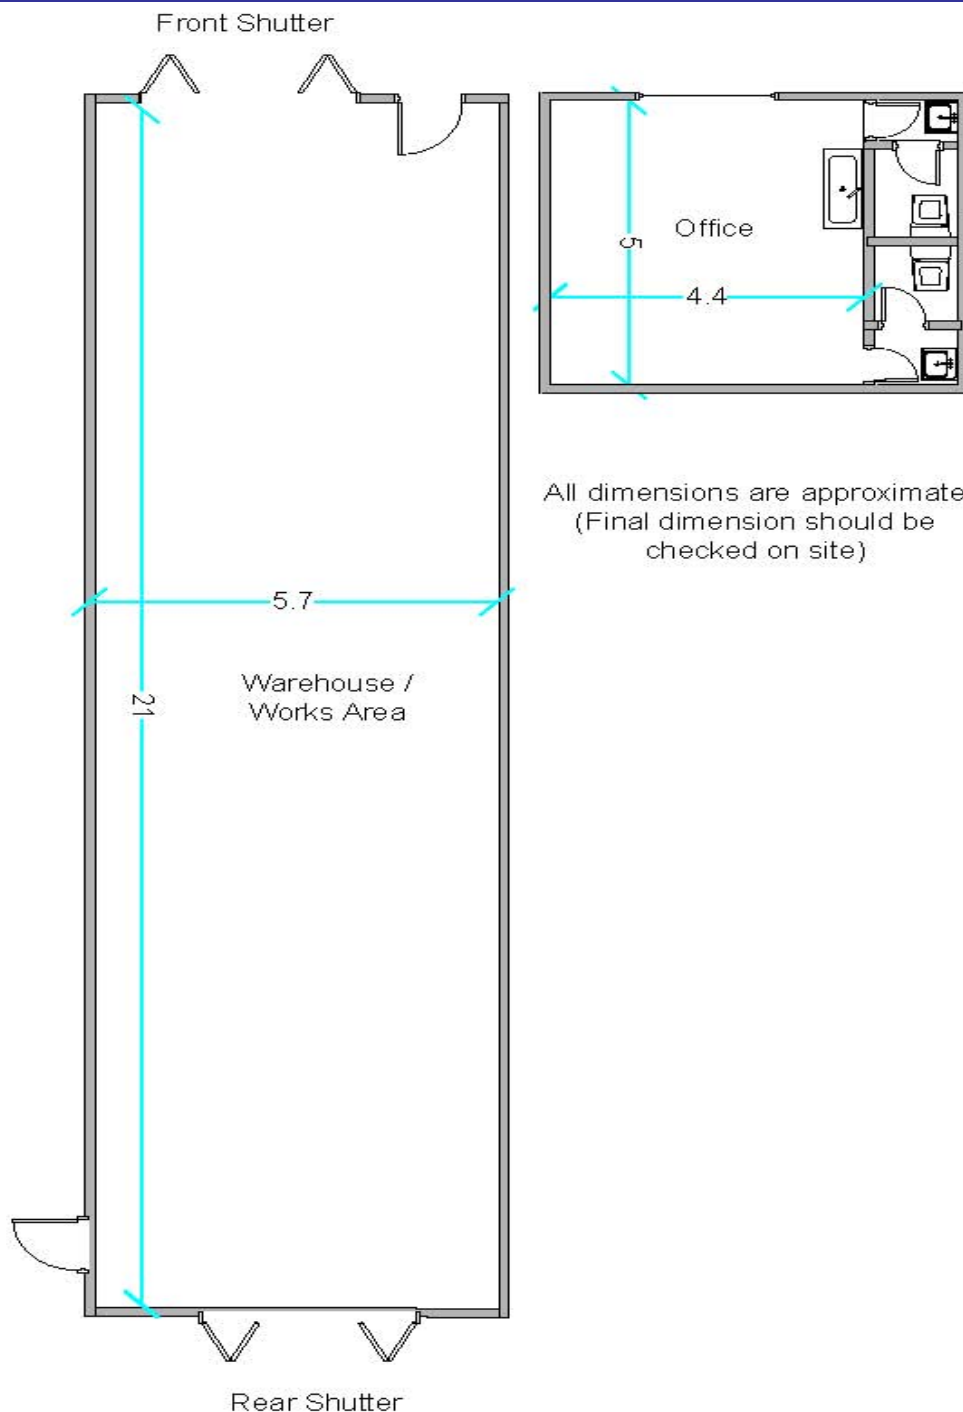 Front Shutter
Office
5
4.4
All dimensions are approximate
(Final dimension should be
checked on site)
5.7
Warehouse /
Works Area
21
Rear Shutter